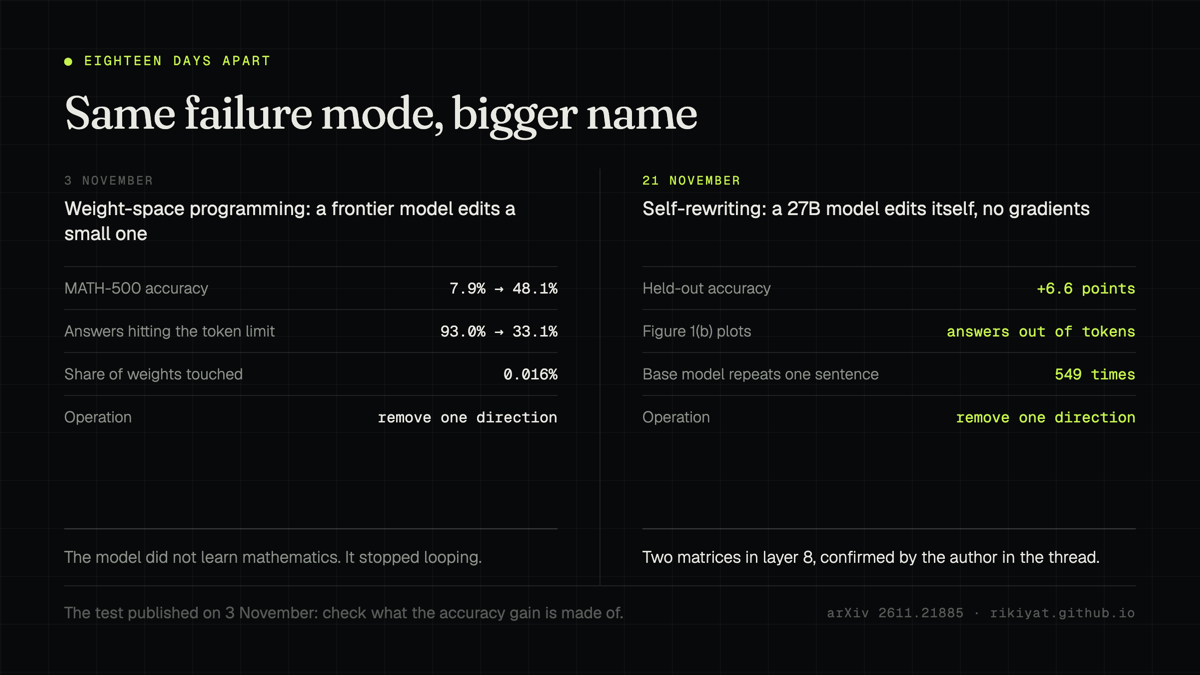 EIGHTEEN DAYS APART
Same failure mode, bigger name
3 NOVEMBER
Weight-space programming: a frontier model edits a
small one
MATH-500 accuracy 7.9% → 48.1%
Answers hitting the token limit 93.0% → 33.1%
Share of weights touched 0.016%
Operation remove one direction
The model did not learn mathematics. It stopped looping.
21 NOVEMBER
Self-rewriting: a 27B model edits itself, no gradients
Held-out accuracy +6.6 points
Figure 1(b) plots answers out of tokens
Base model repeats one sentence 549 times
Operation remove one direction
Two matrices in layer 8, confirmed by the author in the thread.
The test published on 3 November: check what the accuracy gain is made of.
arXiv 2611.21885 · rikiyat.github.io